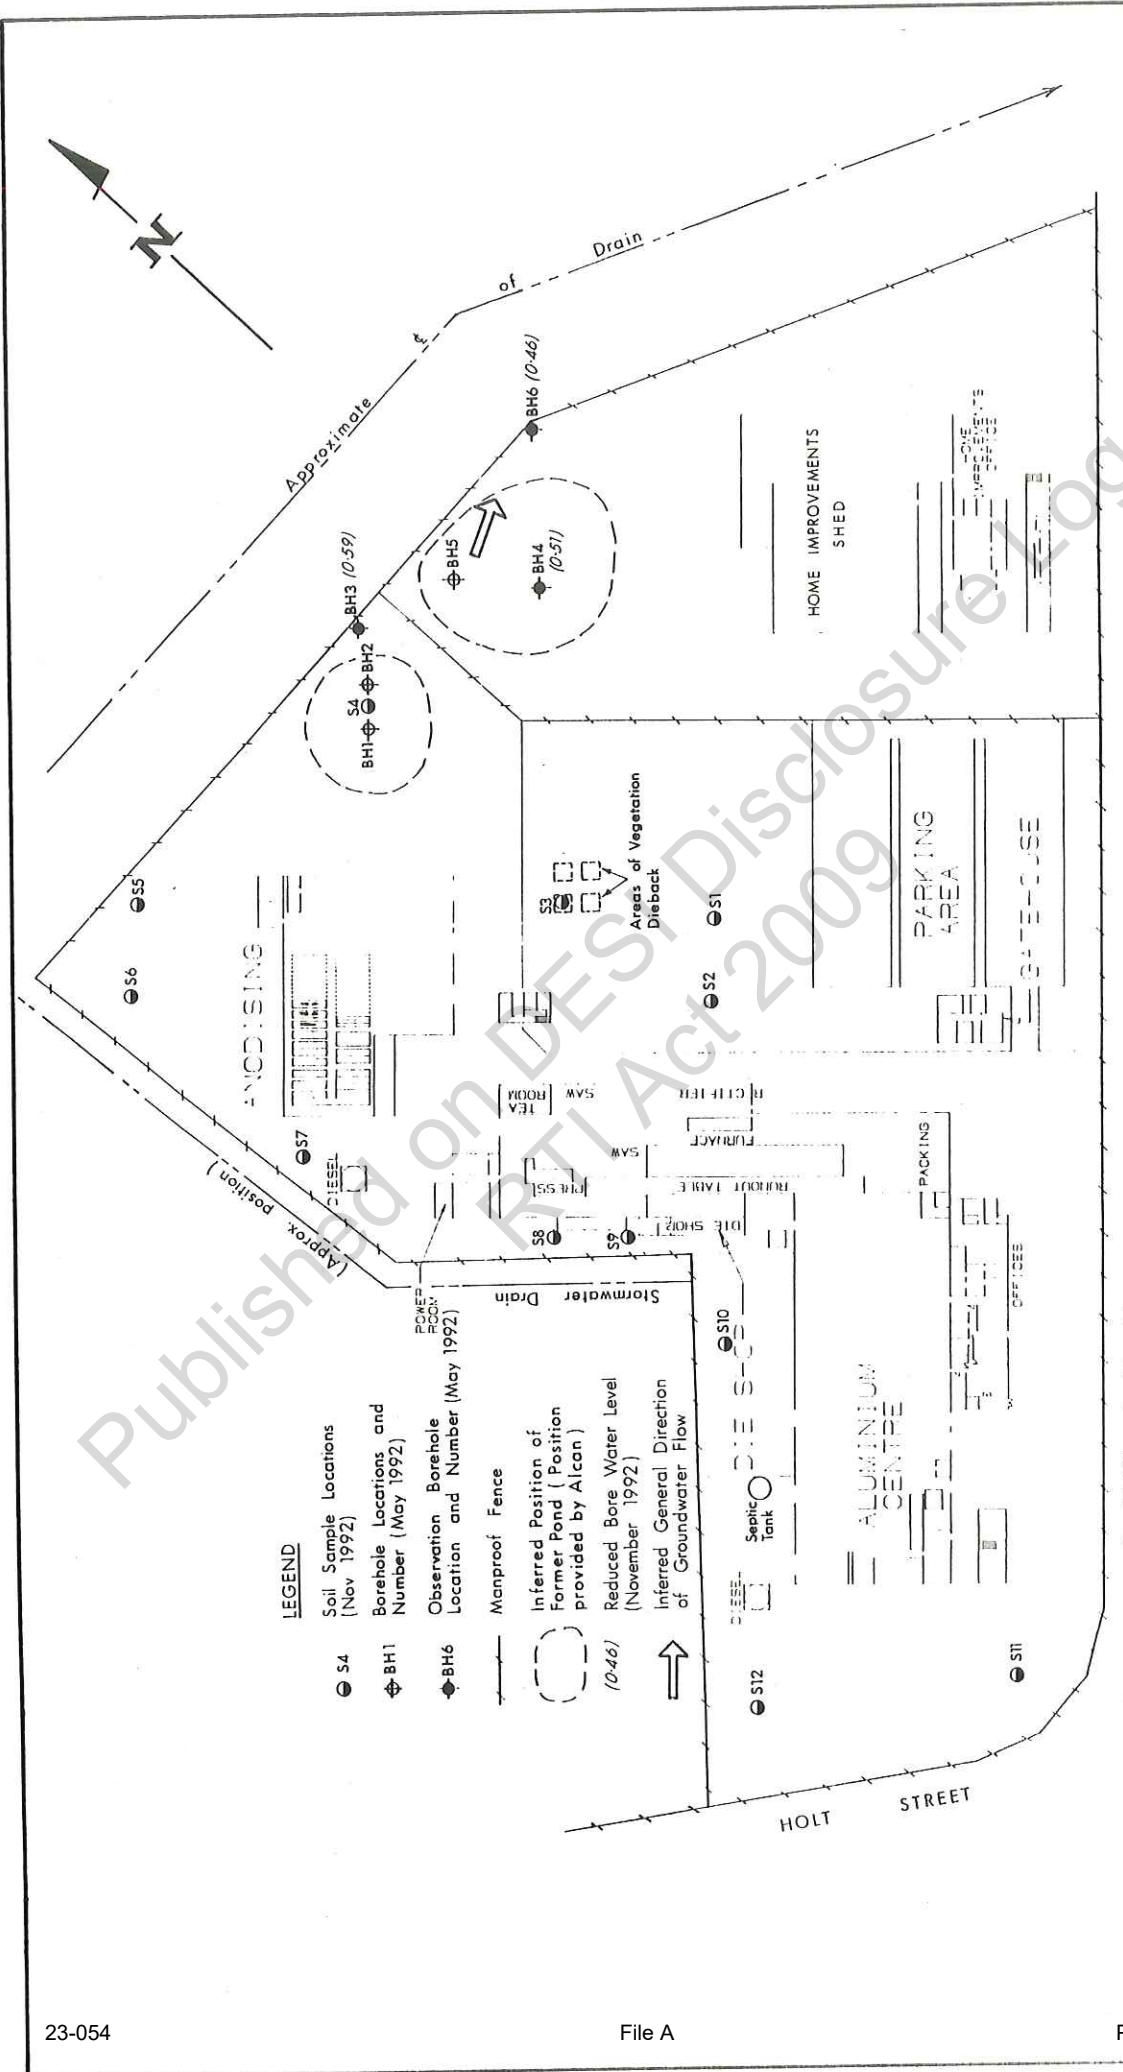 N
Approximate ℄ of Drain
BH6 (0·46)
BH3 (0·59)
BH5
BH4
(0·51)
BH2
S4
BH1
HOME IMPROVEMENTS
SHED
HOME
IMPROVEMENTS
OFFICE
S5
S6
ANODISING
S3
Areas of Vegetation
Dieback
S1
S2
PARKING
AREA
GATEHOUSE
S7
DIESEL
(Approx. position)
TEA
ROOM
SAW
RECTIFIER
SAW
FURNACE
PRESS
RUNOUT TABLE
DIE SHOP
PACKING
S8
S9
POWER
ROOM
Stormwater Drain
OFFICES
S10
DIE SHOP
ALUMINIUM
CENTRE
Septic
Tank
DIESEL
S12
S11
HOLT STREET
LEGEND
S4
Soil Sample Locations
(Nov 1992)
BH1
Borehole Locations and
Number (May 1992)
BH6
Observation Borehole
Location and Number (May 1992)
Manproof Fence
Inferred Position of
Former Pond (Position
provided by Alcan)
(0·46)
Reduced Bore Water Level
(November 1992)
Inferred General Direction
of Groundwater Flow
Published on DESI Disclosure Log
RTI Act 2009
23-054
File A